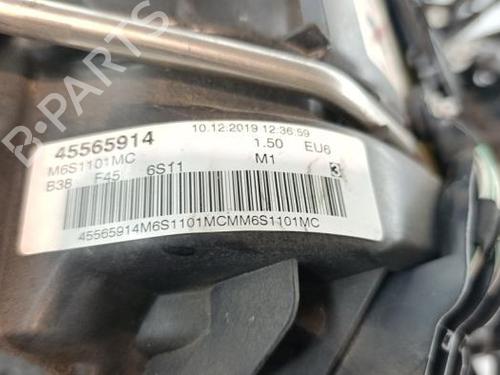 B-PARTS
45565914 10.12.2019 12:36:59
M6S1101MC 1.50 EU6
B38 F45 6S11 M1 3
45565914M6S1101MCMM6S1101MC